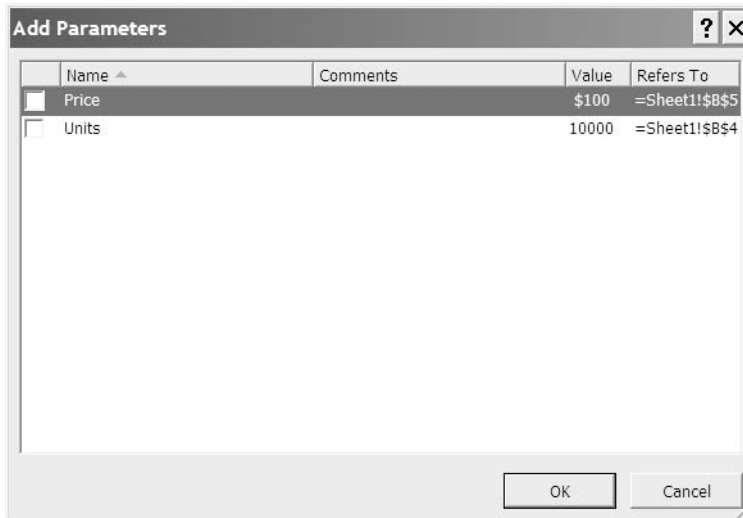 Add Parameters ? ×
Name Comments Value Refers To
Price $100 =Sheet1!$B$5
Units 10000 =Sheet1!$B$4
OK Cancel